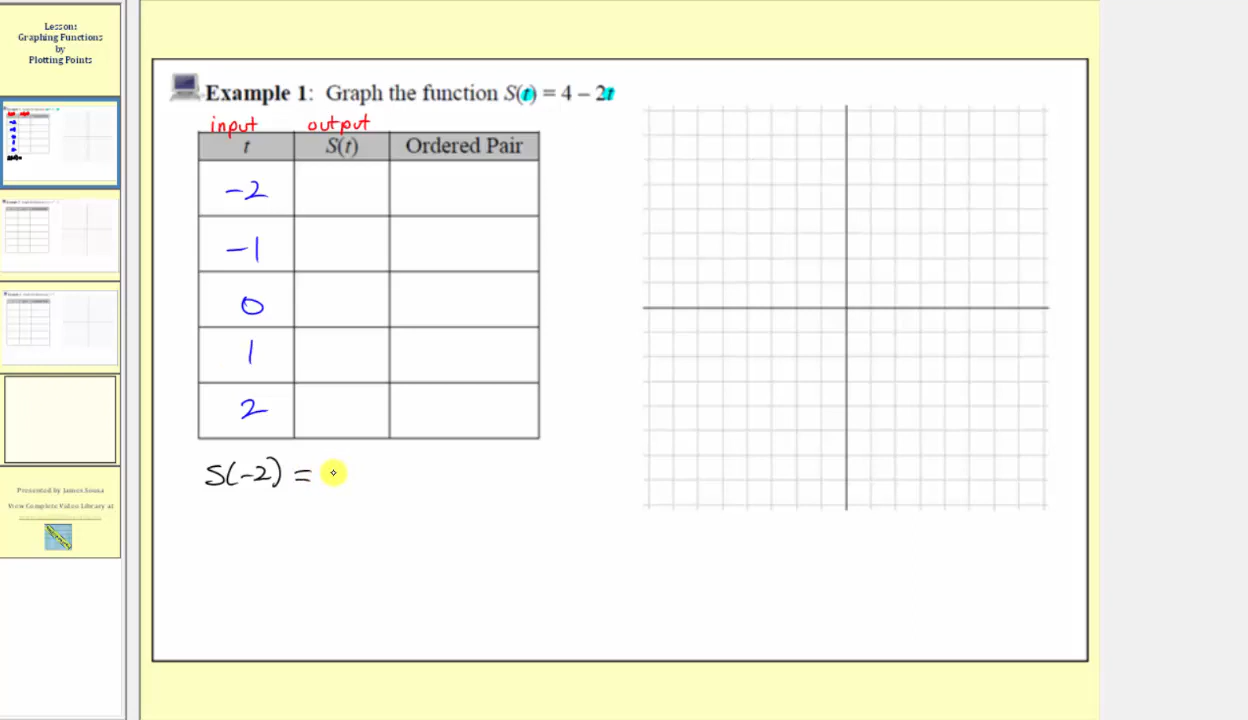 Lesson:
Graphing Functions
by
Plotting Points
Example 1: Graph the function S(t) = 4 – 2t
input output
t S(t) Ordered Pair
-2
-1
0
1
2
S(-2) =
Presented by James Sousa
View Complete Video Library at